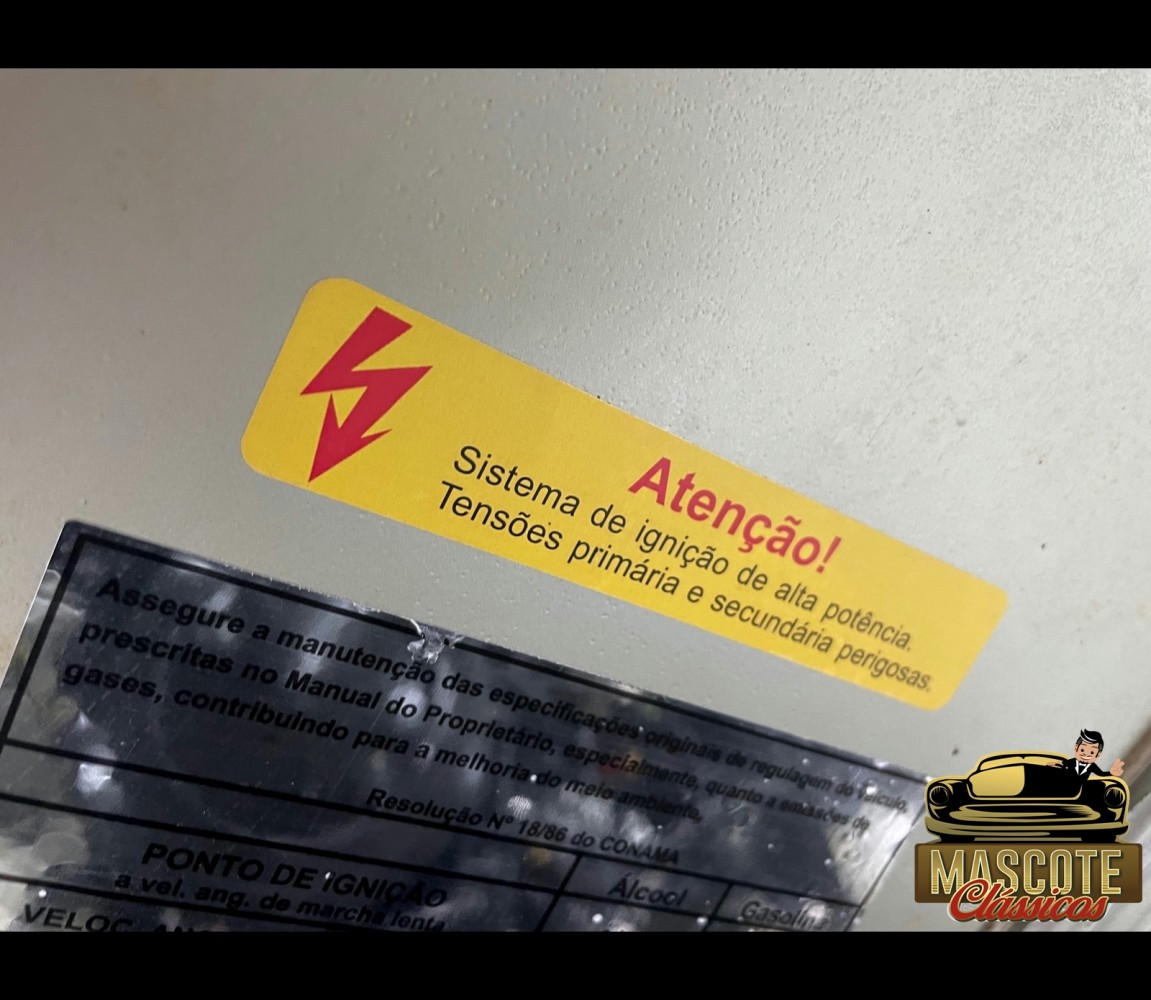 Atenção!
Sistema de ignição de alta potência.
Tensões primária e secundária perigosas.
Assegure a manutenção das especificações originais de regulagem do veículo,
prescritas no Manual do Proprietário, especialmente, quanto a emissões de
gases, contribuindo para a melhoria do meio ambiente.
Resolução Nº 18/86 do CONAMA
PONTO DE IGNIÇÃO
a vel. ang. de marcha lenta
Álcool
Gasolina
VELOC. ANG
MASCOTE
Clássicos